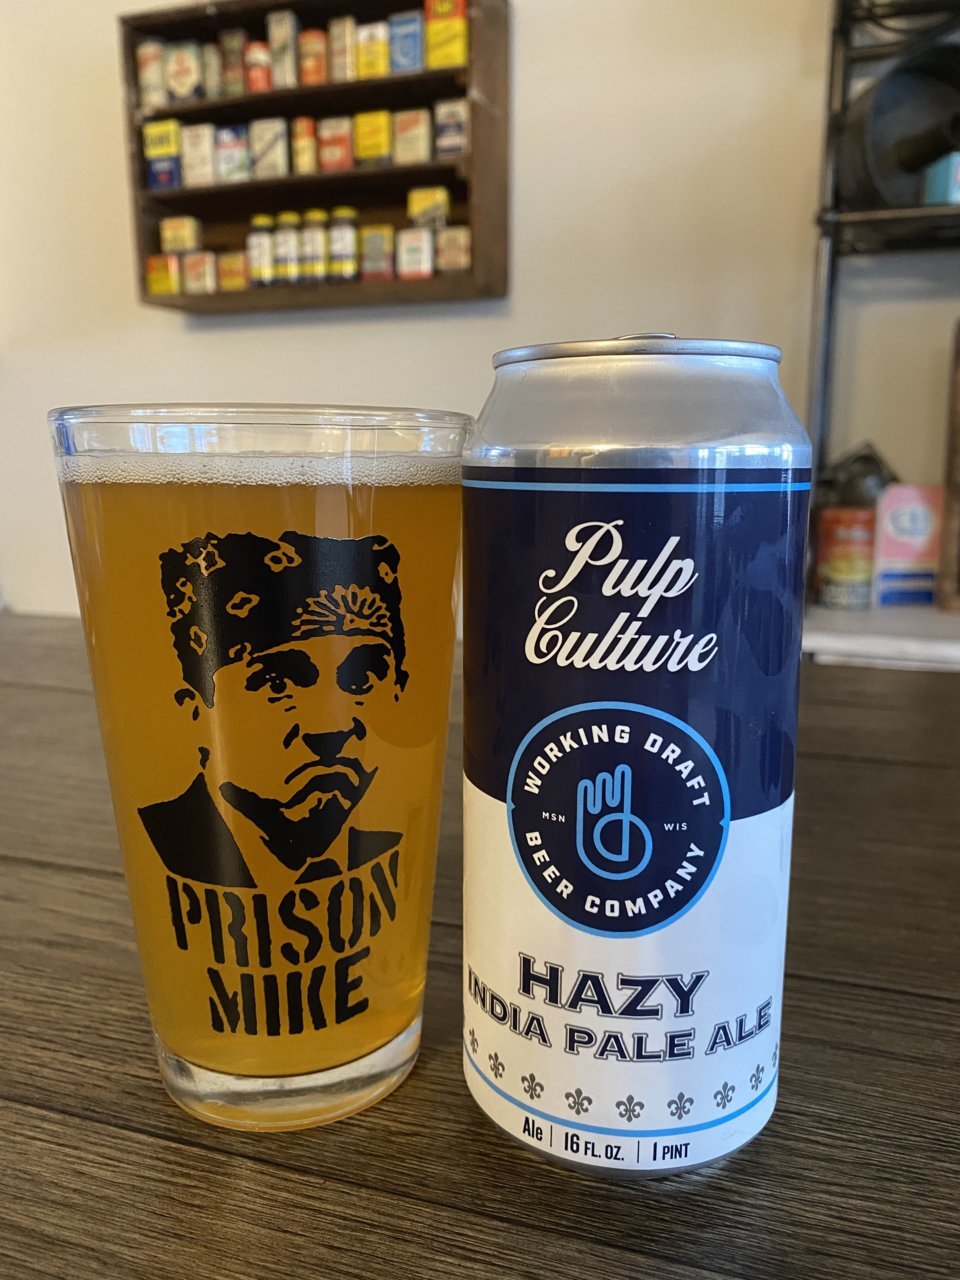 PRISON
MIKE
Pulp
Culture
WORKING DRAFT
MSN
WIS
BEER COMPANY
HAZY
INDIA PALE ALE
Ale | 16 FL. OZ. | 1 PINT